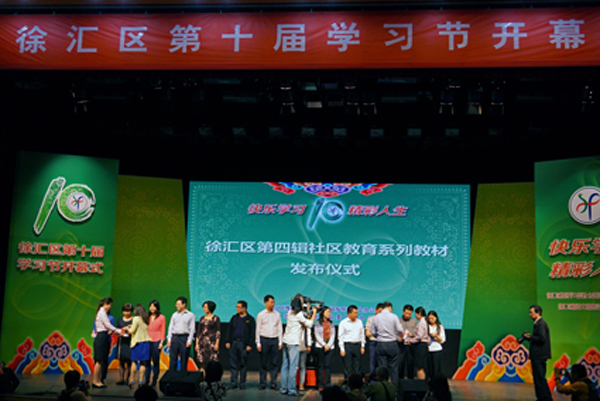 徐汇区第十届学习节开幕
徐汇区第十届
学习节开幕式
快乐学习 10 精彩人生
徐汇区第四辑社区教育系列教材
发布仪式
快乐学
精彩人